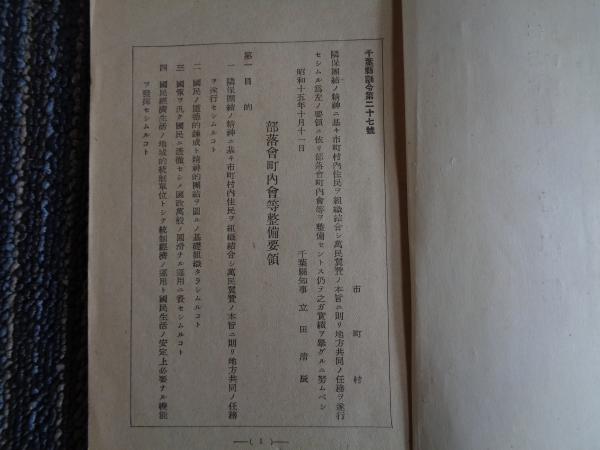 千葉縣訓令第二十七號
市町村
隣保團結ノ精神ニ基キ市町村內住民ヲ組織結合シ萬民翼贊ノ本旨ニ則リ地方共同ノ任務ヲ遂行
セシムル爲左ノ要領ニ依リ部落會町內會等ヲ整備セントス仍テ之ガ實績ヲ擧グルニ努ムベシ
昭和十五年十月十一日
千葉縣知事 立田淸辰
部落會町內會等整備要領
第一 目的
一 隣保團結ノ精神ニ基キ市町村內住民ヲ組織結合シ萬民翼贊ノ本旨ニ則リ地方共同ノ任務
ヲ遂行セシムルコト
二 國民ノ道德的鍊成ト精神的團結ヲ圖ルノ基礎組織タラシムルコト
三 國策ヲ汎ク國民ニ透徹セシメ國政萬般ノ圓滑ナル運用ニ資セシムルコト
四 國民經濟生活ノ地域的統制單位トシテ統制經濟ノ運用ト國民生活ノ安定上必要ナル機能
ヲ發揮セシムルコト
—( 1 )—